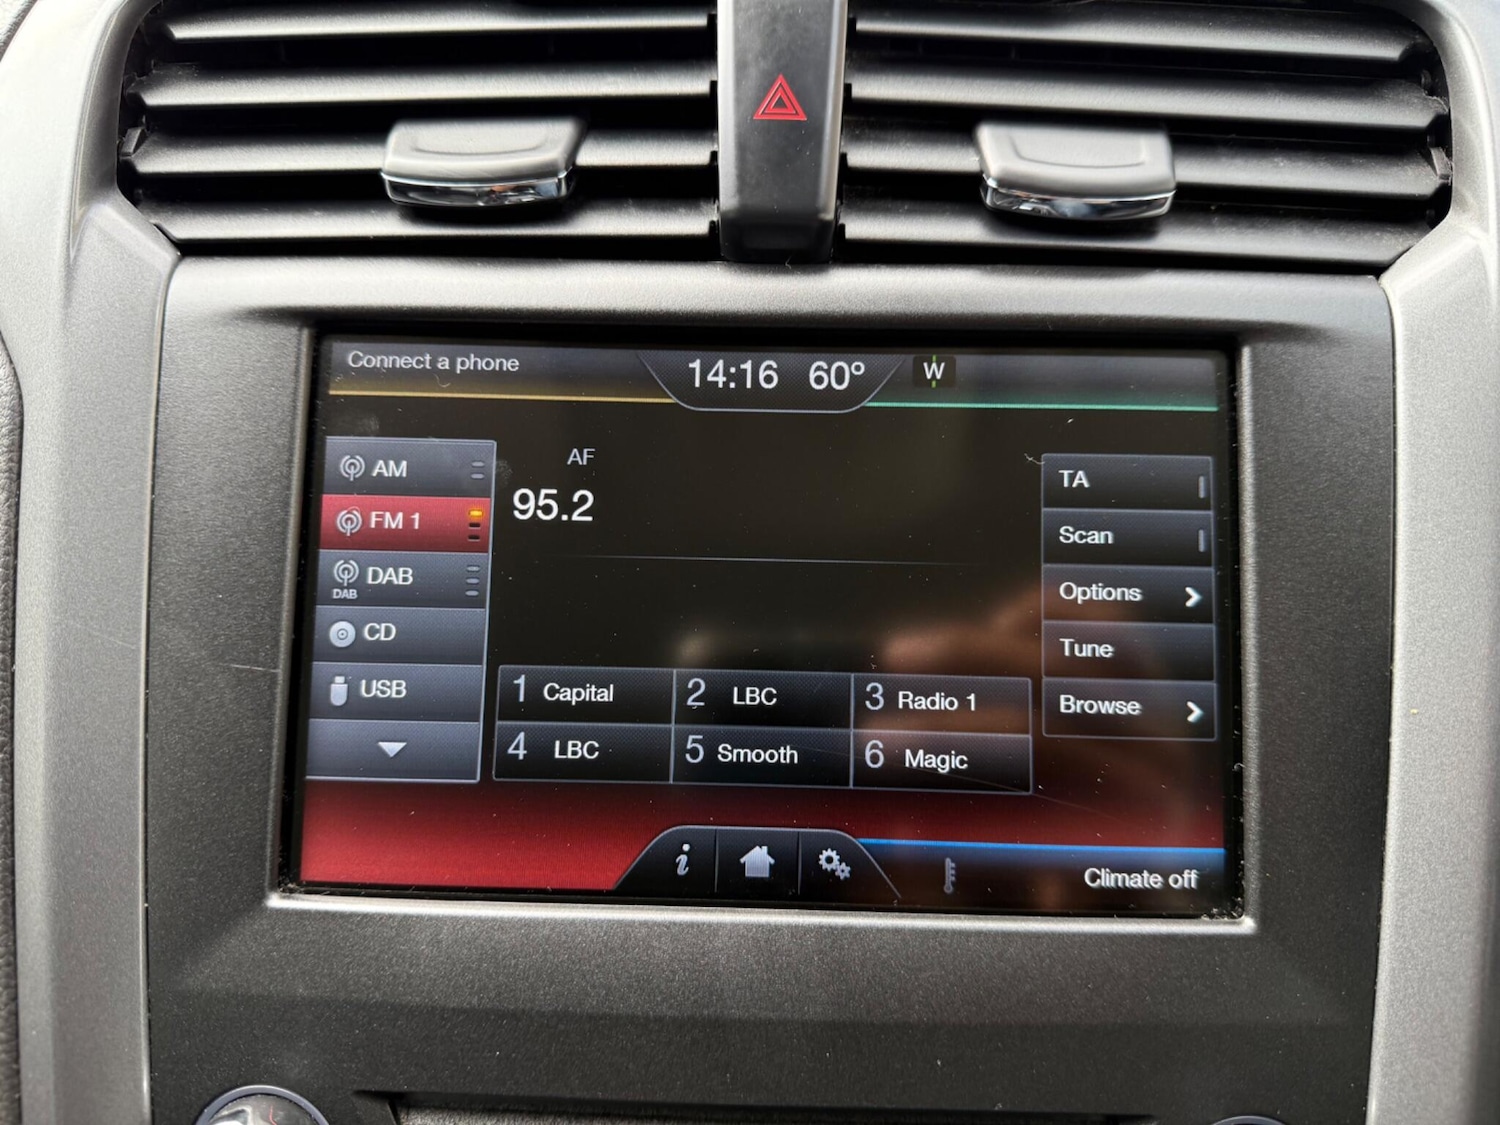 Connect a phone
14:16 60° W
AM
FM 1
DAB
DAB
CD
USB
AF
95.2
TA
Scan
Options
Tune
Browse
1 Capital
2 LBC
3 Radio 1
4 LBC
5 Smooth
6 Magic
i
Climate off